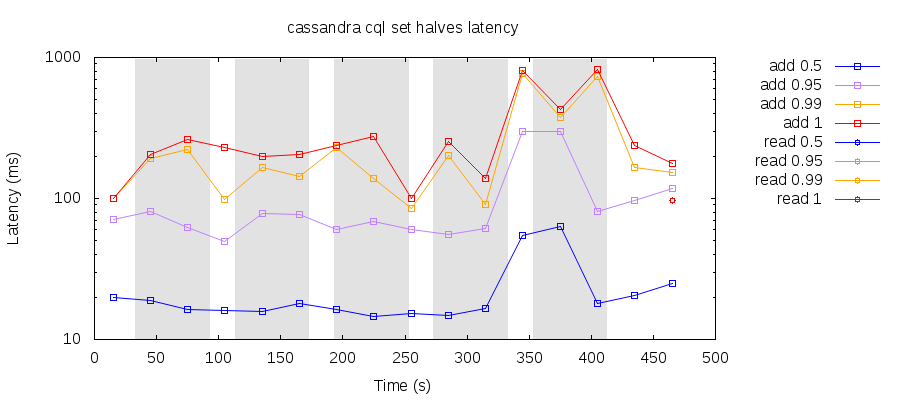 cassandra cql set halves latency
1000
100
10
Latency (ms)
0 50 100 150 200 250 300 350 400 450 500
Time (s)
add 0.5
add 0.95
add 0.99
add 1
read 0.5
read 0.95
read 0.99
read 1